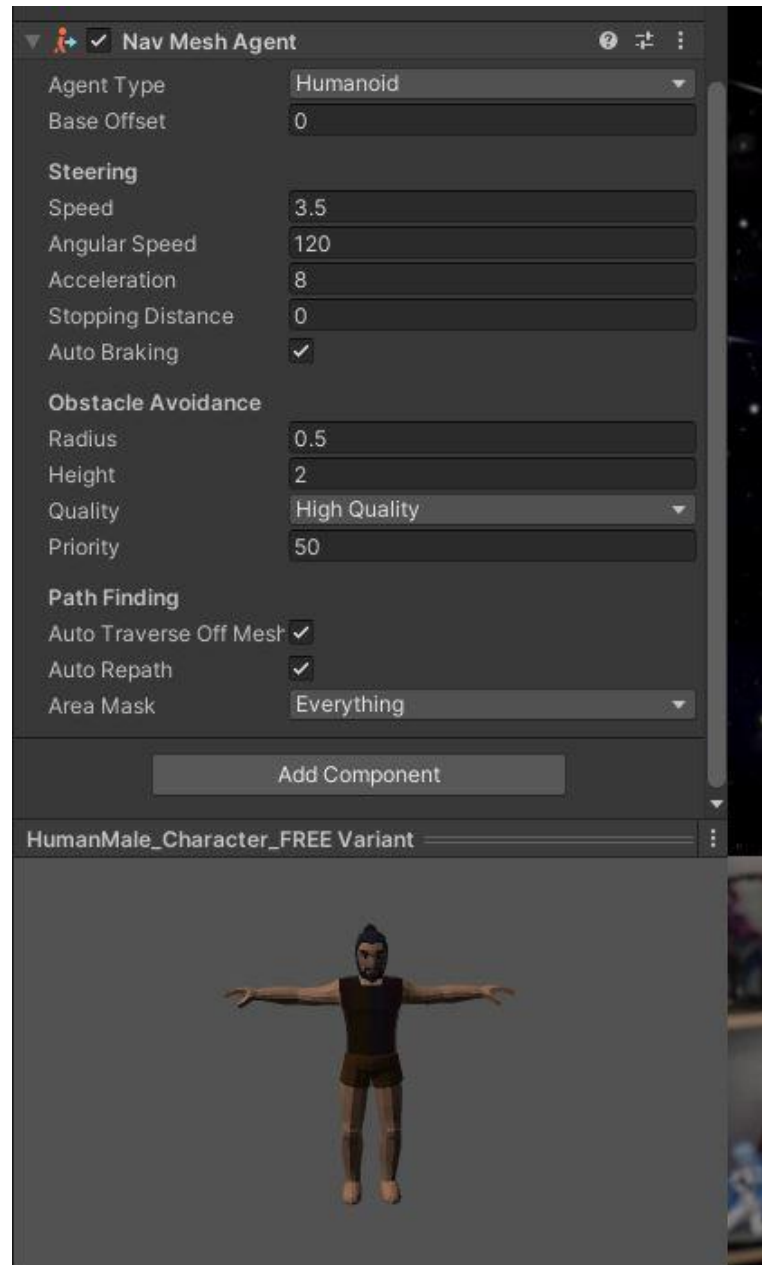 Nav Mesh Agent
Agent Type Humanoid
Base Offset 0
Steering
Speed 3.5
Angular Speed 120
Acceleration 8
Stopping Distance 0
Auto Braking
Obstacle Avoidance
Radius 0.5
Height 2
Quality High Quality
Priority 50
Path Finding
Auto Traverse Off Mesh
Auto Repath
Area Mask Everything
Add Component
HumanMale_Character_FREE Variant